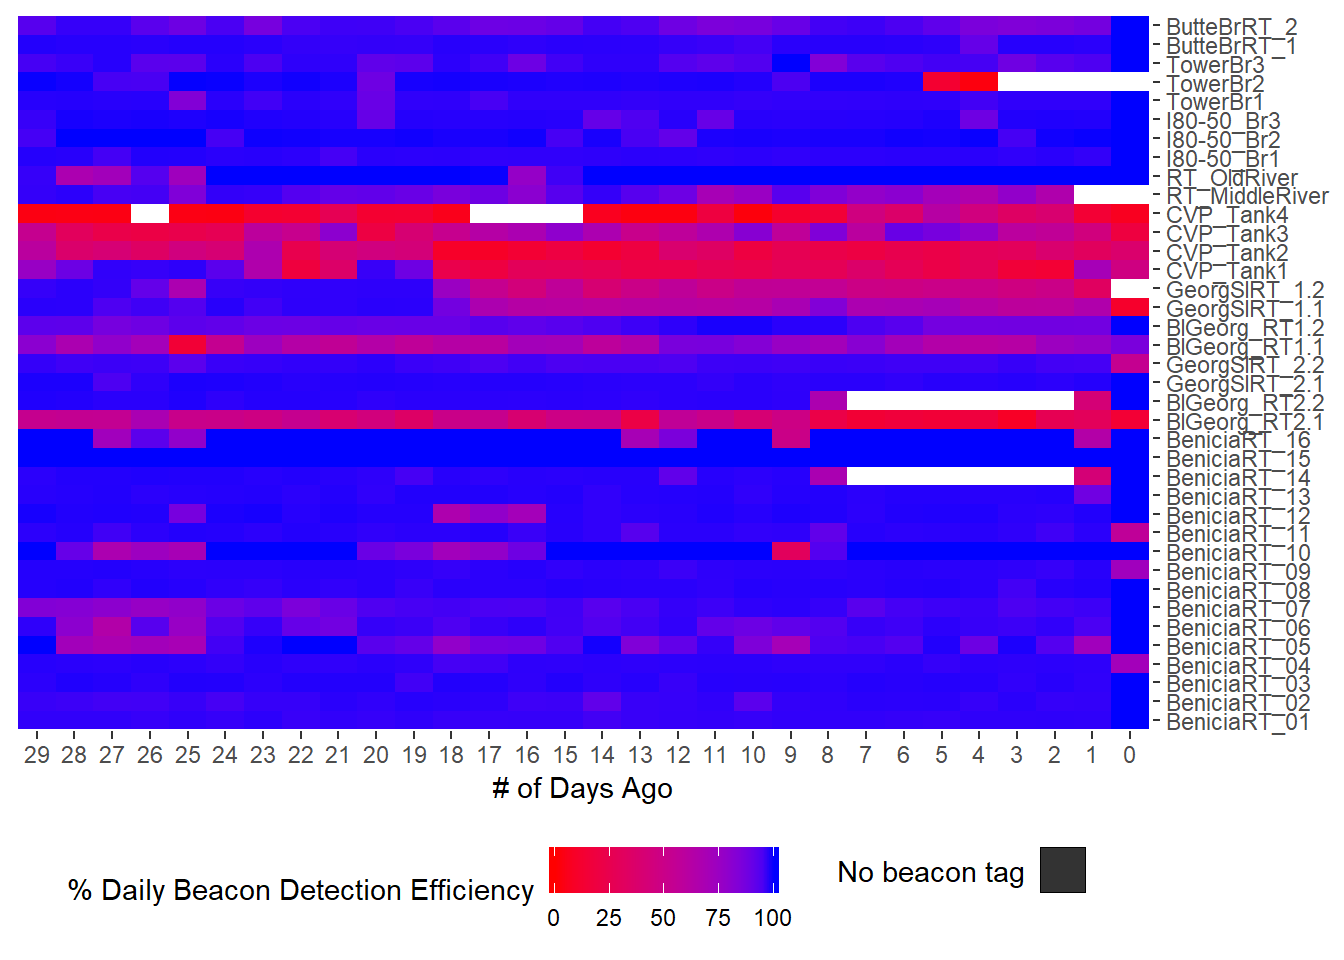 ButteBrRT_2
ButteBrRT_1
TowerBr3
TowerBr2
TowerBr1
I80-50_Br3
I80-50_Br2
I80-50_Br1
RT_OldRiver
RT_MiddleRiver
CVP_Tank4
CVP_Tank3
CVP_Tank2
CVP_Tank1
GeorgSlRT_1.2
GeorgSlRT_1.1
BlGeorg_RT1.2
BlGeorg_RT1.1
GeorgSlRT_2.2
GeorgSlRT_2.1
BlGeorg_RT2.2
BlGeorg_RT2.1
BeniciaRT_16
BeniciaRT_15
BeniciaRT_14
BeniciaRT_13
BeniciaRT_12
BeniciaRT_11
BeniciaRT_10
BeniciaRT_09
BeniciaRT_08
BeniciaRT_07
BeniciaRT_06
BeniciaRT_05
BeniciaRT_04
BeniciaRT_03
BeniciaRT_02
BeniciaRT_01
29 28 27 26 25 24 23 22 21 20 19 18 17 16 15 14 13 12 11 10 9 8 7 6 5 4 3 2 1 0
# of Days Ago
% Daily Beacon Detection Efficiency
0 25 50 75 100
No beacon tag